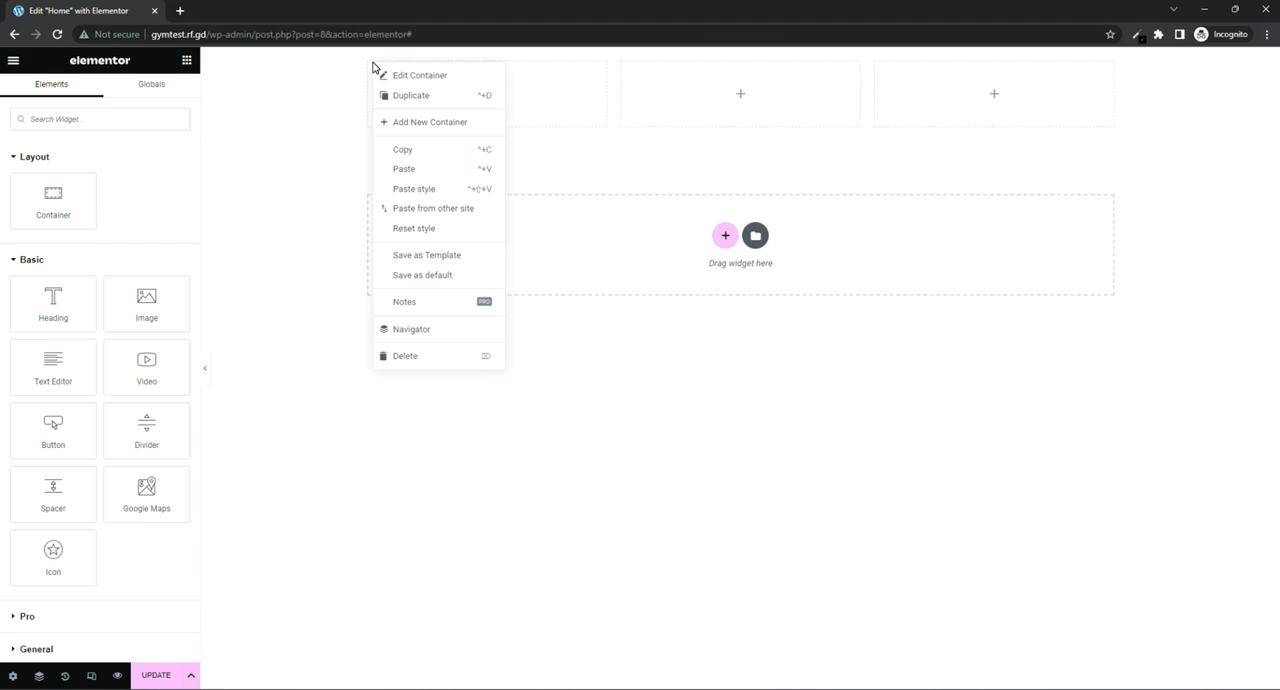 Edit "Home" with Elementor
Not secure gymtest.rf.gd/wp-admin/post.php?post=8&action=elementor#
Incognito
elementor
Elements Globals
Search Widget...
Layout
Container
Basic
Heading Image
Text Editor Video
Button Divider
Spacer Google Maps
Icon
Pro
General
UPDATE
Edit Container
Duplicate ^+D
Add New Container
Copy ^+C
Paste ^+V
Paste style ^+⇧+V
Paste from other site
Reset style
Save as Template
Save as default
Notes PRO
Navigator
Delete
Drag widget here